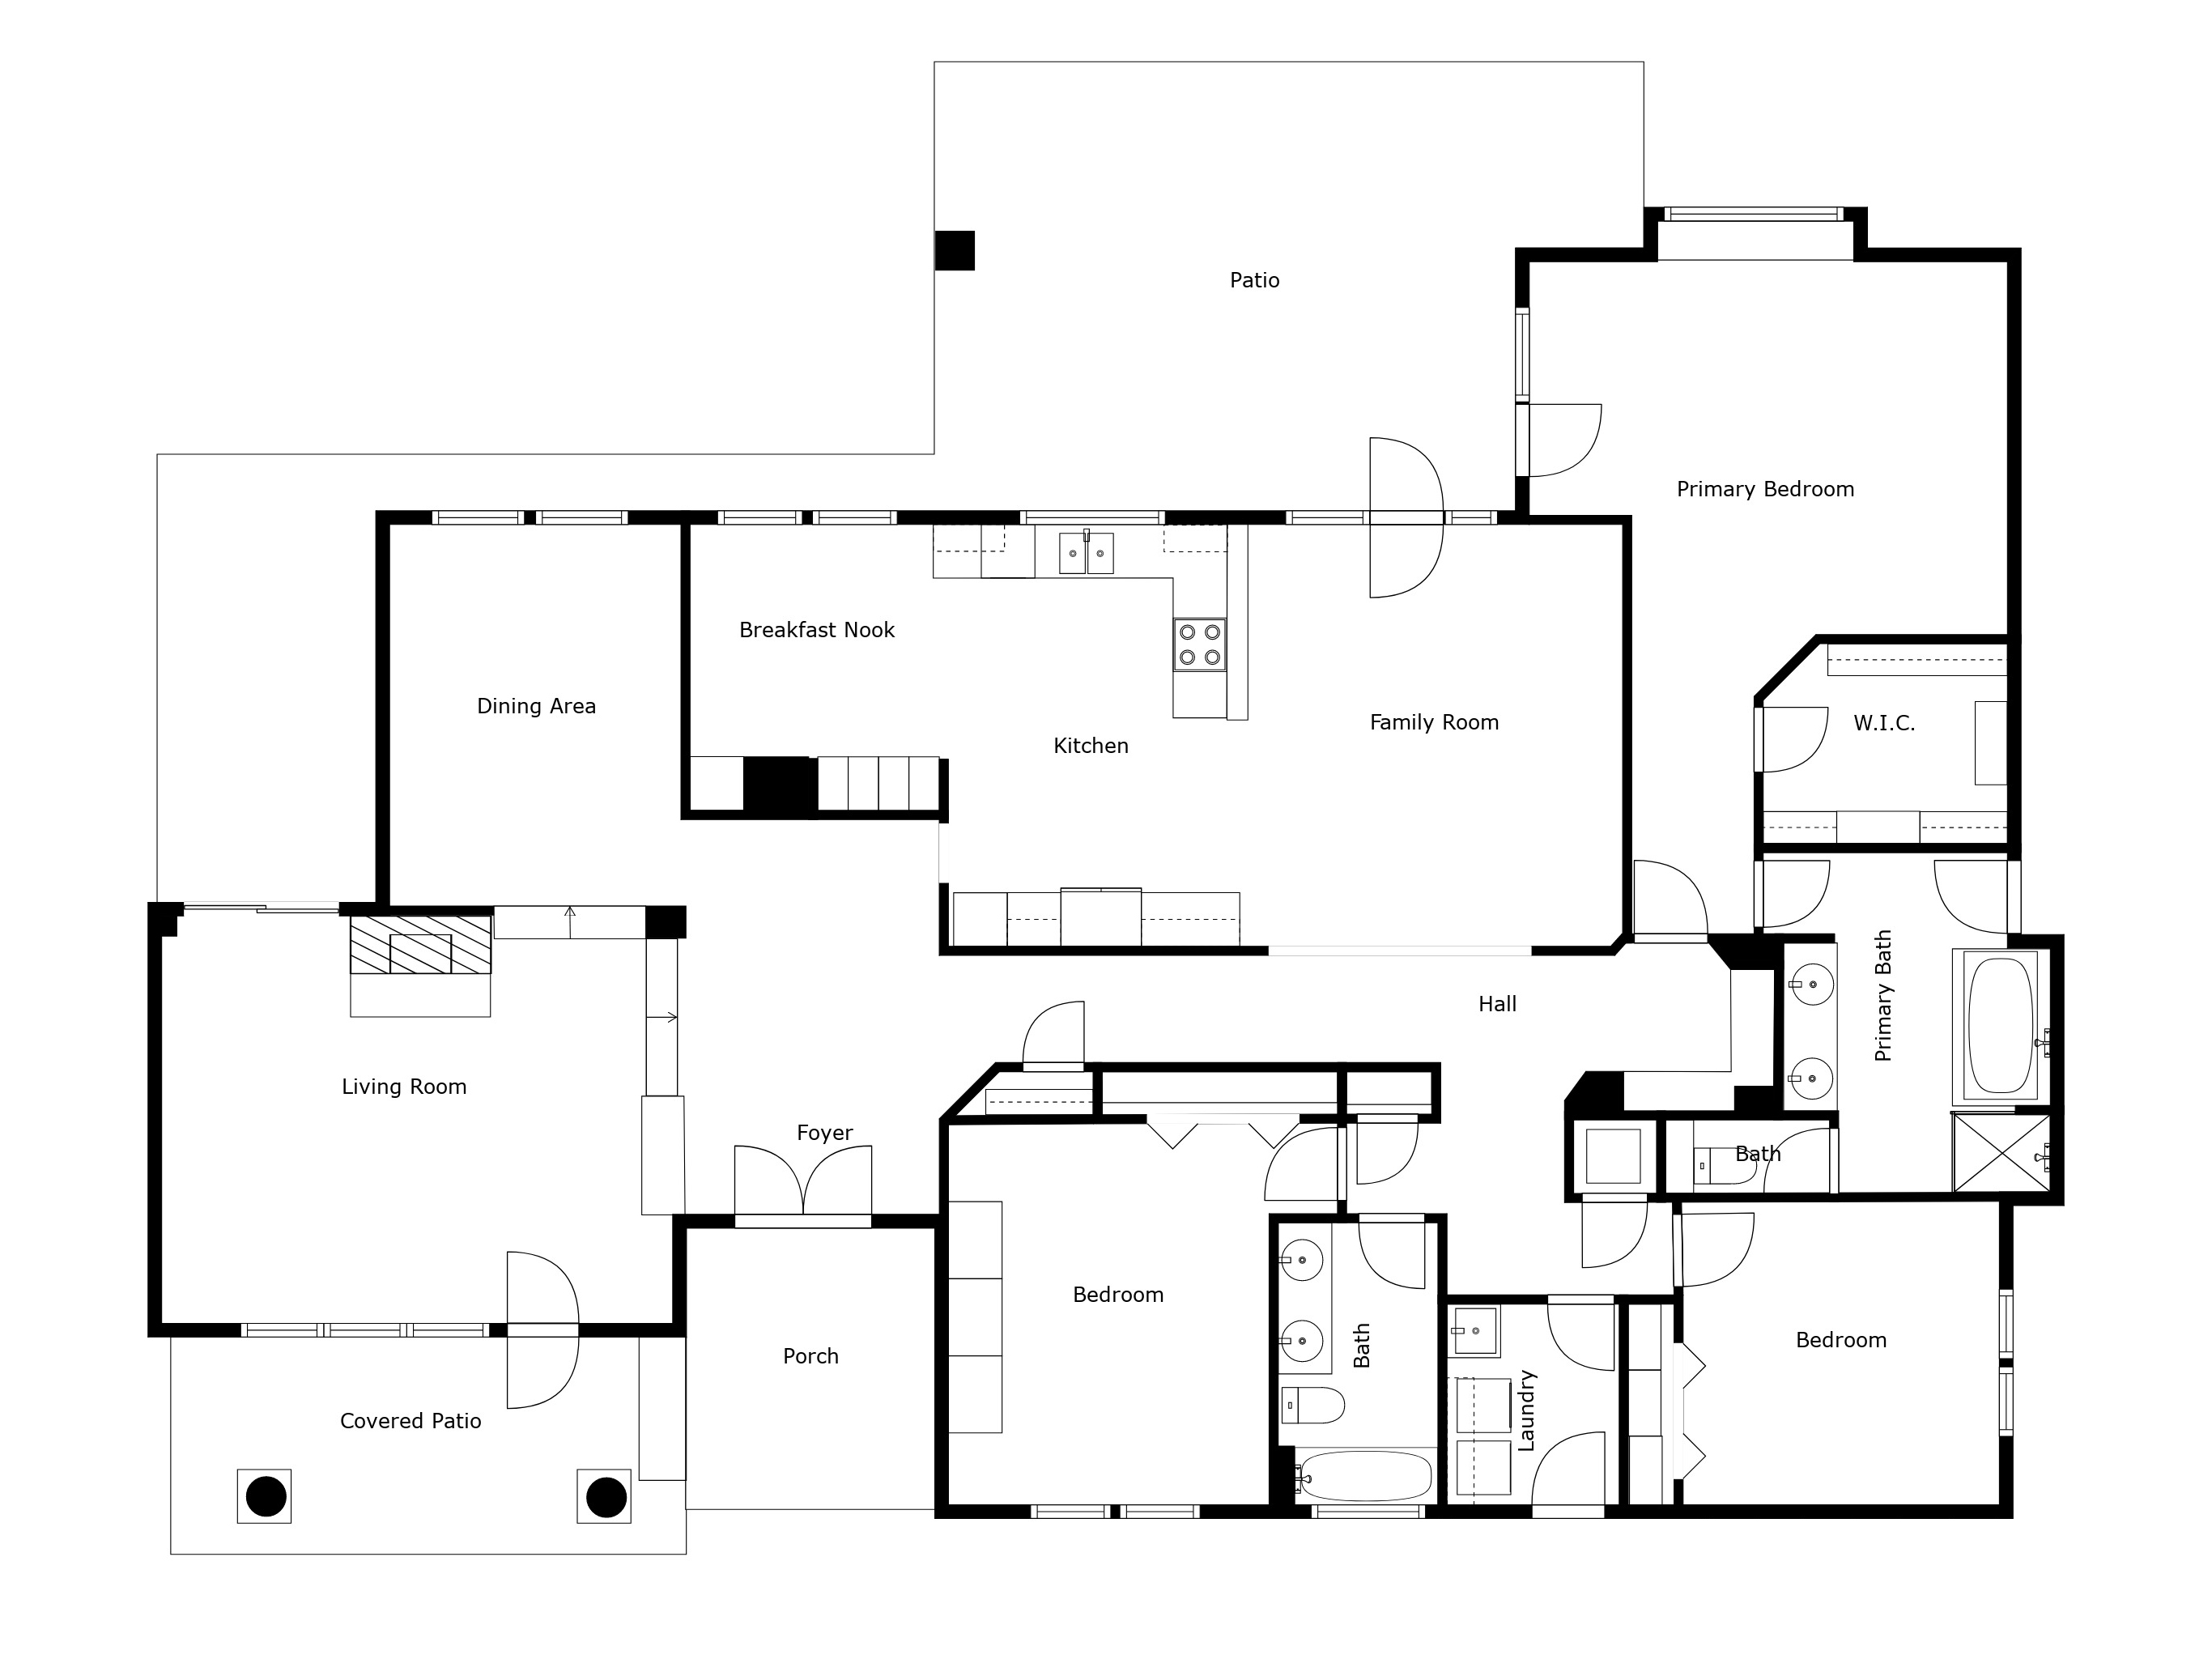 Patio
Primary Bedroom
Breakfast Nook
Dining Area
Family Room
W.I.C.
Kitchen
Primary Bath
Hall
Living Room
Foyer
Bath
Bedroom
Porch
Bath
Bedroom
Laundry
Covered Patio